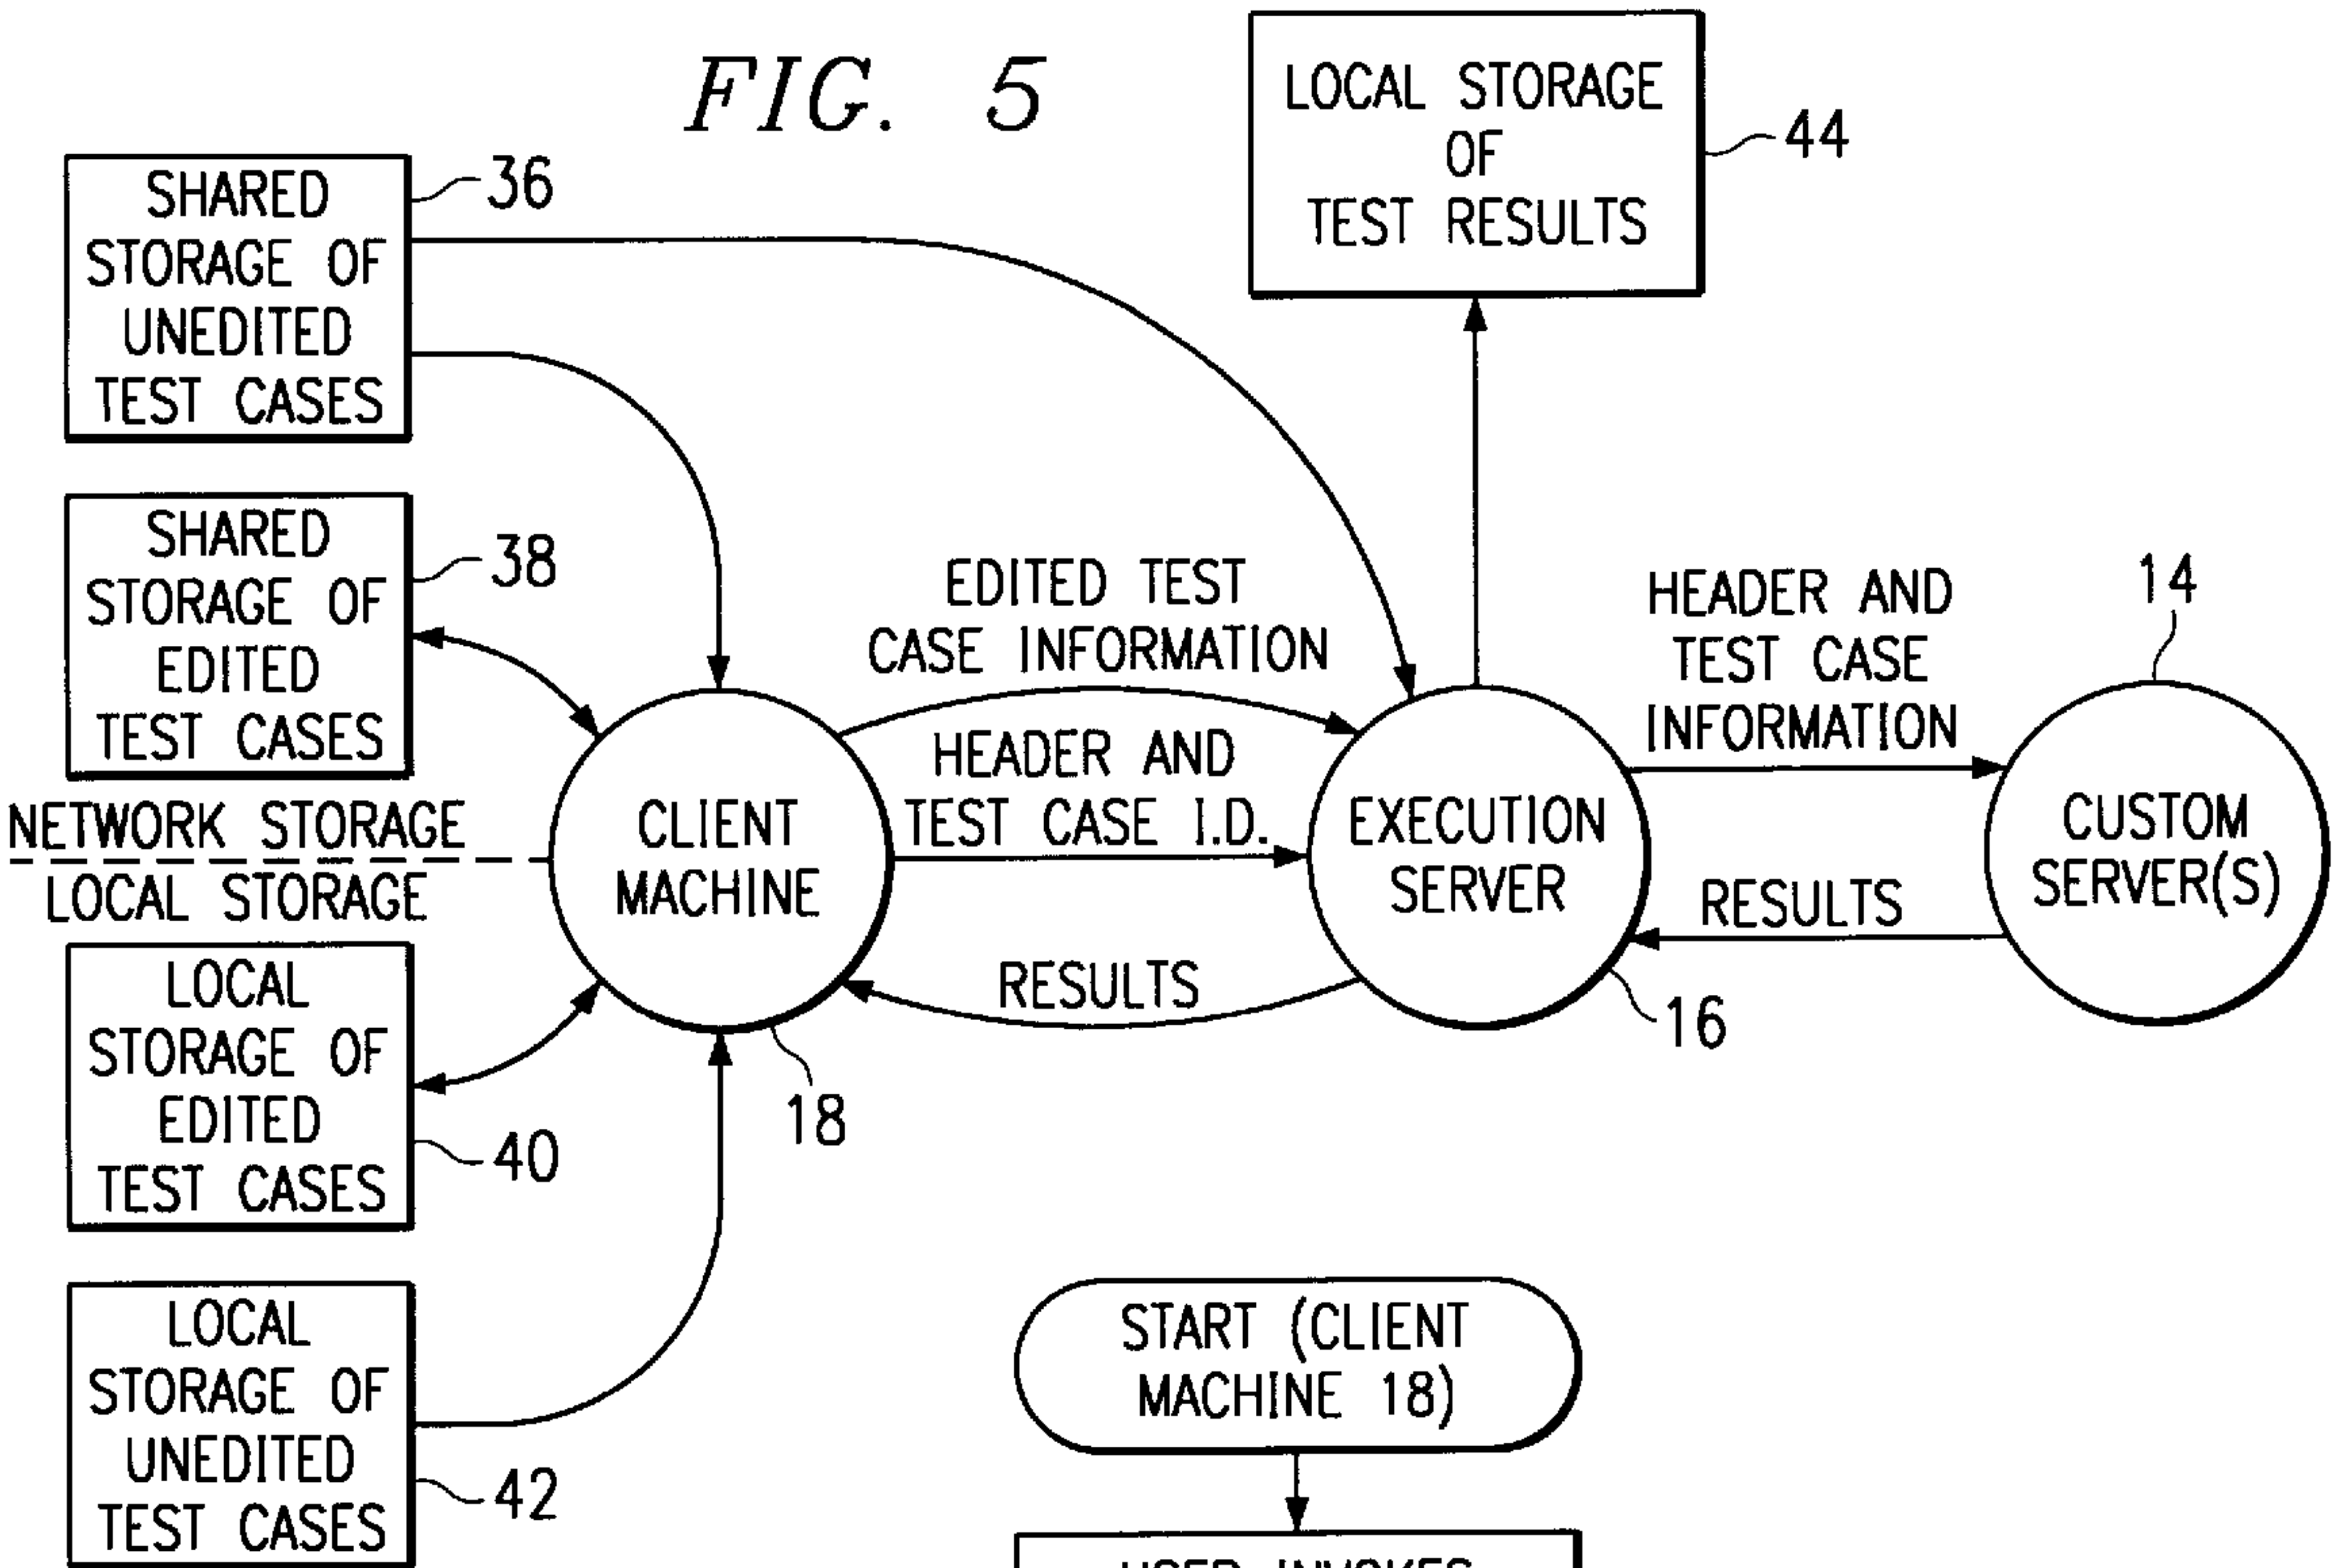 FIG. 5
LOCAL STORAGE
OF
TEST RESULTS
44
SHARED
STORAGE OF
UNEDITED
TEST CASES
36
SHARED
STORAGE OF
EDITED
TEST CASES
38
NETWORK STORAGE
LOCAL STORAGE
LOCAL
STORAGE OF
EDITED
TEST CASES
40
LOCAL
STORAGE OF
UNEDITED
TEST CASES
42
CLIENT
MACHINE
18
EDITED TEST
CASE INFORMATION
HEADER AND
TEST CASE I.D.
RESULTS
EXECUTION
SERVER
16
HEADER AND
TEST CASE
INFORMATION
RESULTS
14
CUSTOM
SERVER(S)
START (CLIENT
MACHINE 18)
USER INVOKES